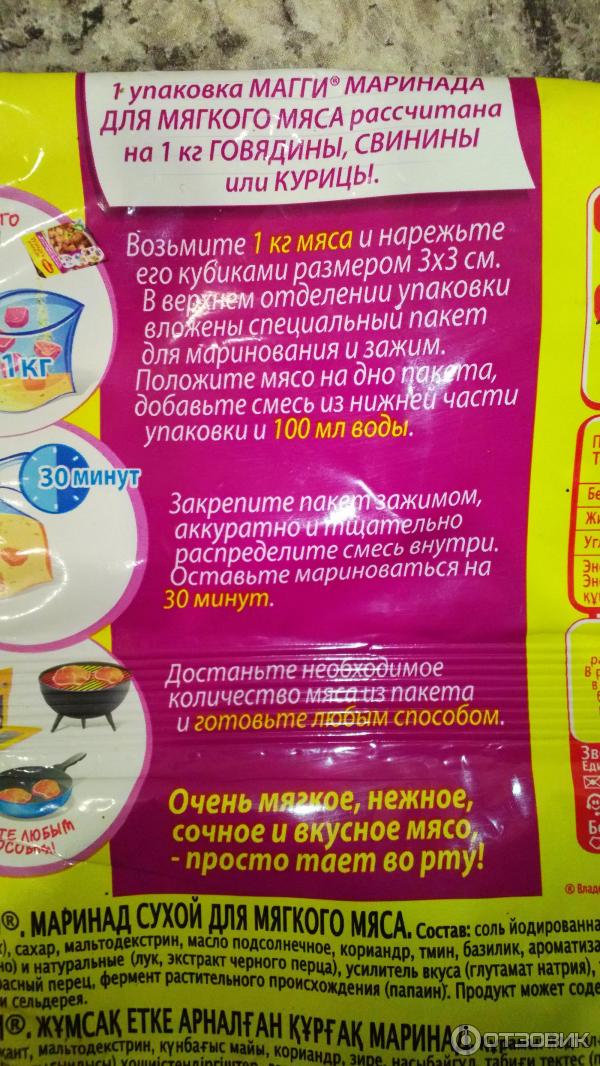 1 упаковка МАГГИ® МАРИНАДА
ДЛЯ МЯГКОГО МЯСА рассчитана
на 1 кг ГОВЯДИНЫ, СВИНИНЫ
или КУРИЦЫ.
Возьмите 1 кг мяса и нарежьте
его кубиками размером 3х3 см.
В верхнем отделении упаковки
вложены специальный пакет
для маринования и зажим.
Положите мясо на дно пакета,
добавьте смесь из нижней части
упаковки и 100 мл воды.
1 кг
30 минут
Закрепите пакет зажимом,
аккуратно и тщательно
распределите смесь внутри.
Оставьте мариноваться на
30 минут.
Достаньте необходимое
количество мяса из пакета
и готовьте любым способом.
ЛЮБЫМ
Очень мягкое, нежное,
сочное и вкусное мясо,
- просто тает во рту!
®. МАРИНАД СУХОЙ ДЛЯ МЯГКОГО МЯСА. Состав: соль
сахар, мальтодекстрин, масло подсолнечное, кориандр, тмин, базилик,
и натуральные (лук, экстракт черного перца), усилитель вкуса (глутамат натрия),
перец, фермент растительного происхождения (папаин). Продукт может
и сельдерея.
®. ЖҰМСАҚ ЕТКЕ АРНАЛҒАН ҚҰРҒАҚ
мальтодекстрин, күнбағыс майы, кориандр, зире, насыбайгүл, табиғи тектес
ОТЗОВИК